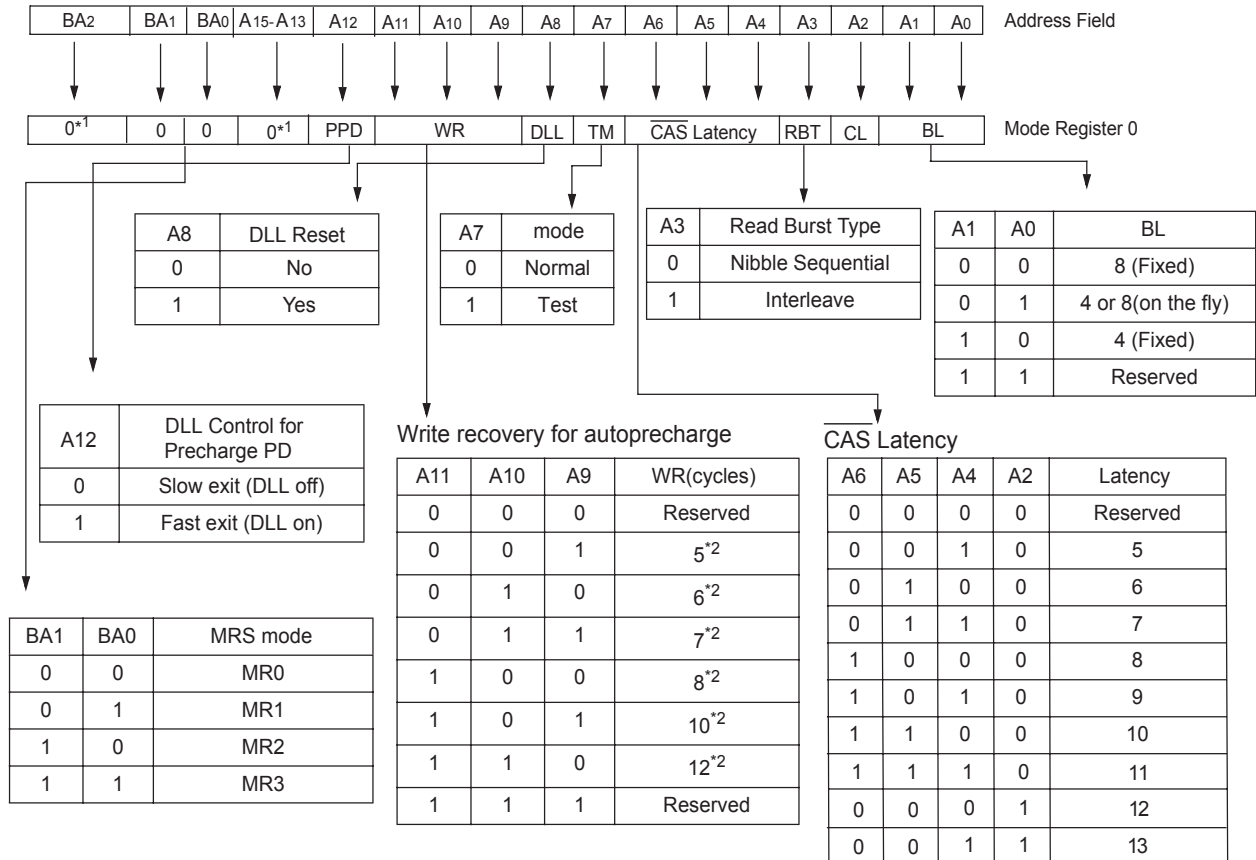 BA2 BA1 BA0 A15-A13 A12 A11 A10 A9 A8 A7 A6 A5 A4 A3 A2 A1 A0 Address Field
0*1 0 0 0*1 PPD WR DLL TM CAS Latency RBT CL BL Mode Register 0
A8 DLL Reset
0 No
1 Yes
A7 mode
0 Normal
1 Test
A3 Read Burst Type
0 Nibble Sequential
1 Interleave
A1 A0 BL
0 0 8 (Fixed)
0 1 4 or 8(on the fly)
1 0 4 (Fixed)
1 1 Reserved
A12 DLL Control for
Precharge PD
0 Slow exit (DLL off)
1 Fast exit (DLL on)
BA1 BA0 MRS mode
0 0 MR0
0 1 MR1
1 0 MR2
1 1 MR3
Write recovery for autoprecharge
A11 A10 A9 WR(cycles)
0 0 0 Reserved
0 0 1 5*2
0 1 0 6*2
0 1 1 7*2
1 0 0 8*2
1 0 1 10*2
1 1 0 12*2
1 1 1 Reserved
CAS Latency
A6 A5 A4 A2 Latency
0 0 0 0 Reserved
0 0 1 0 5
0 1 0 0 6
0 1 1 0 7
1 0 0 0 8
1 0 1 0 9
1 1 0 0 10
1 1 1 0 11
0 0 0 1 12
0 0 1 1 13